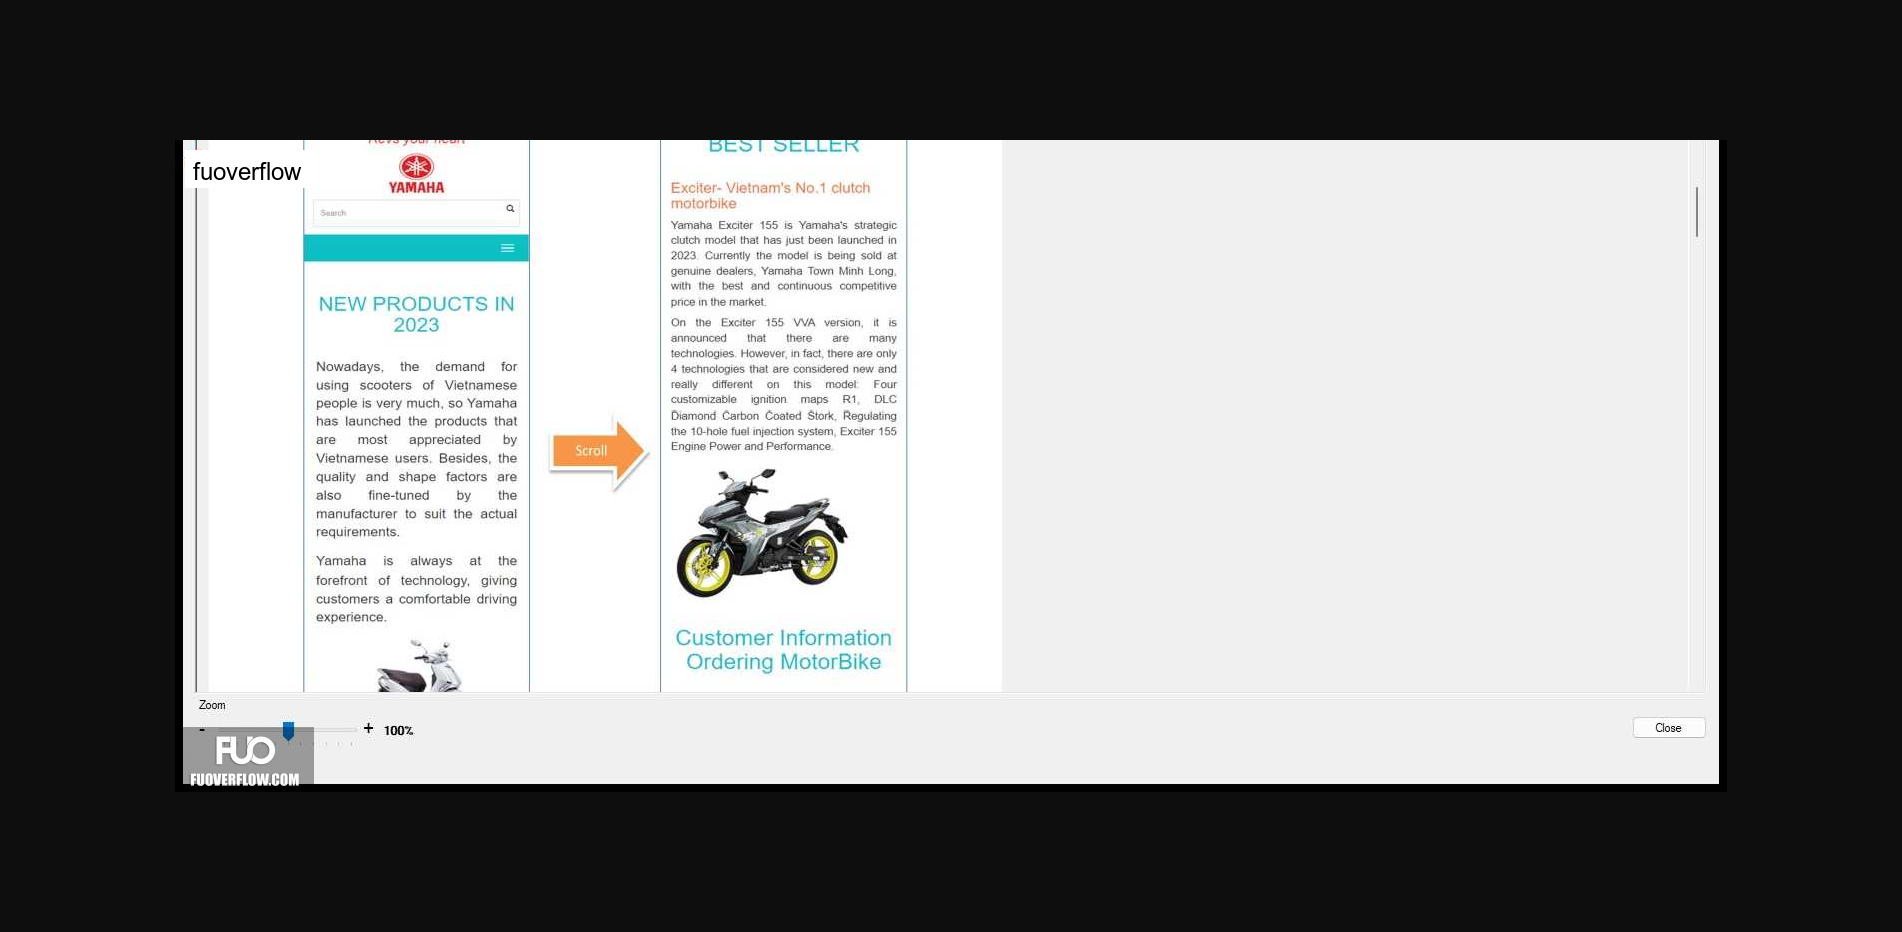 Revs your heart
fuoverflow
YAMAHA
Search
NEW PRODUCTS IN
2023
Nowadays, the demand for
using scooters of Vietnamese
people is very much, so Yamaha
has launched the products that
are most appreciated by
Vietnamese users. Besides, the
quality and shape factors are
also fine-tuned by the
manufacturer to suit the actual
requirements.
Yamaha is always at the
forefront of technology, giving
customers a comfortable driving
experience.
Scroll
BEST SELLER
Exciter- Vietnam's No.1 clutch
motorbike
Yamaha Exciter 155 is Yamaha's strategic
clutch model that has just been launched in
2023. Currently the model is being sold at
genuine dealers, Yamaha Town Minh Long,
with the best and continuous competitive
price in the market.
On the Exciter 155 VVA version, it is
announced that there are many
technologies. However, in fact, there are only
4 technologies that are considered new and
really different on this model: Four
customizable ignition maps R1, DLC
Diamond Carbon Coated Stork, Regulating
the 10-hole fuel injection system, Exciter 155
Engine Power and Performance.
Customer Information
Ordering MotorBike
Zoom
- + 100%
Close
FUO
FUOVERFLOW.COM